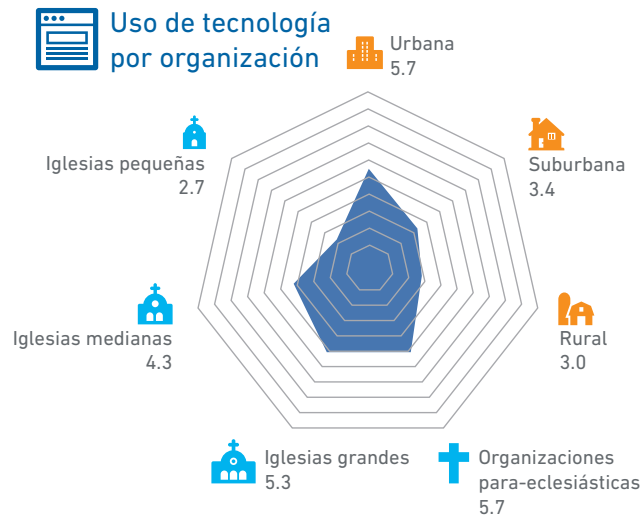 Uso de tecnología
por organización
Urbana
5.7
Suburbana
3.4
Rural
3.0
Organizaciones
para-eclesiásticas
5.7
Iglesias grandes
5.3
Iglesias medianas
4.3
Iglesias pequeñas
2.7